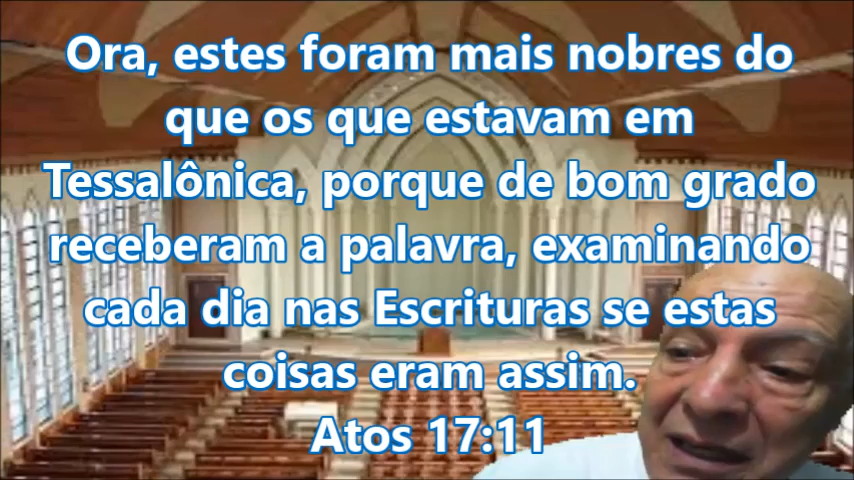 Ora, estes foram mais nobres do
que os que estavam em
Tessalônica, porque de bom grado
receberam a palavra, examinando
cada dia nas Escrituras se estas
coisas eram assim.
Atos 17:11